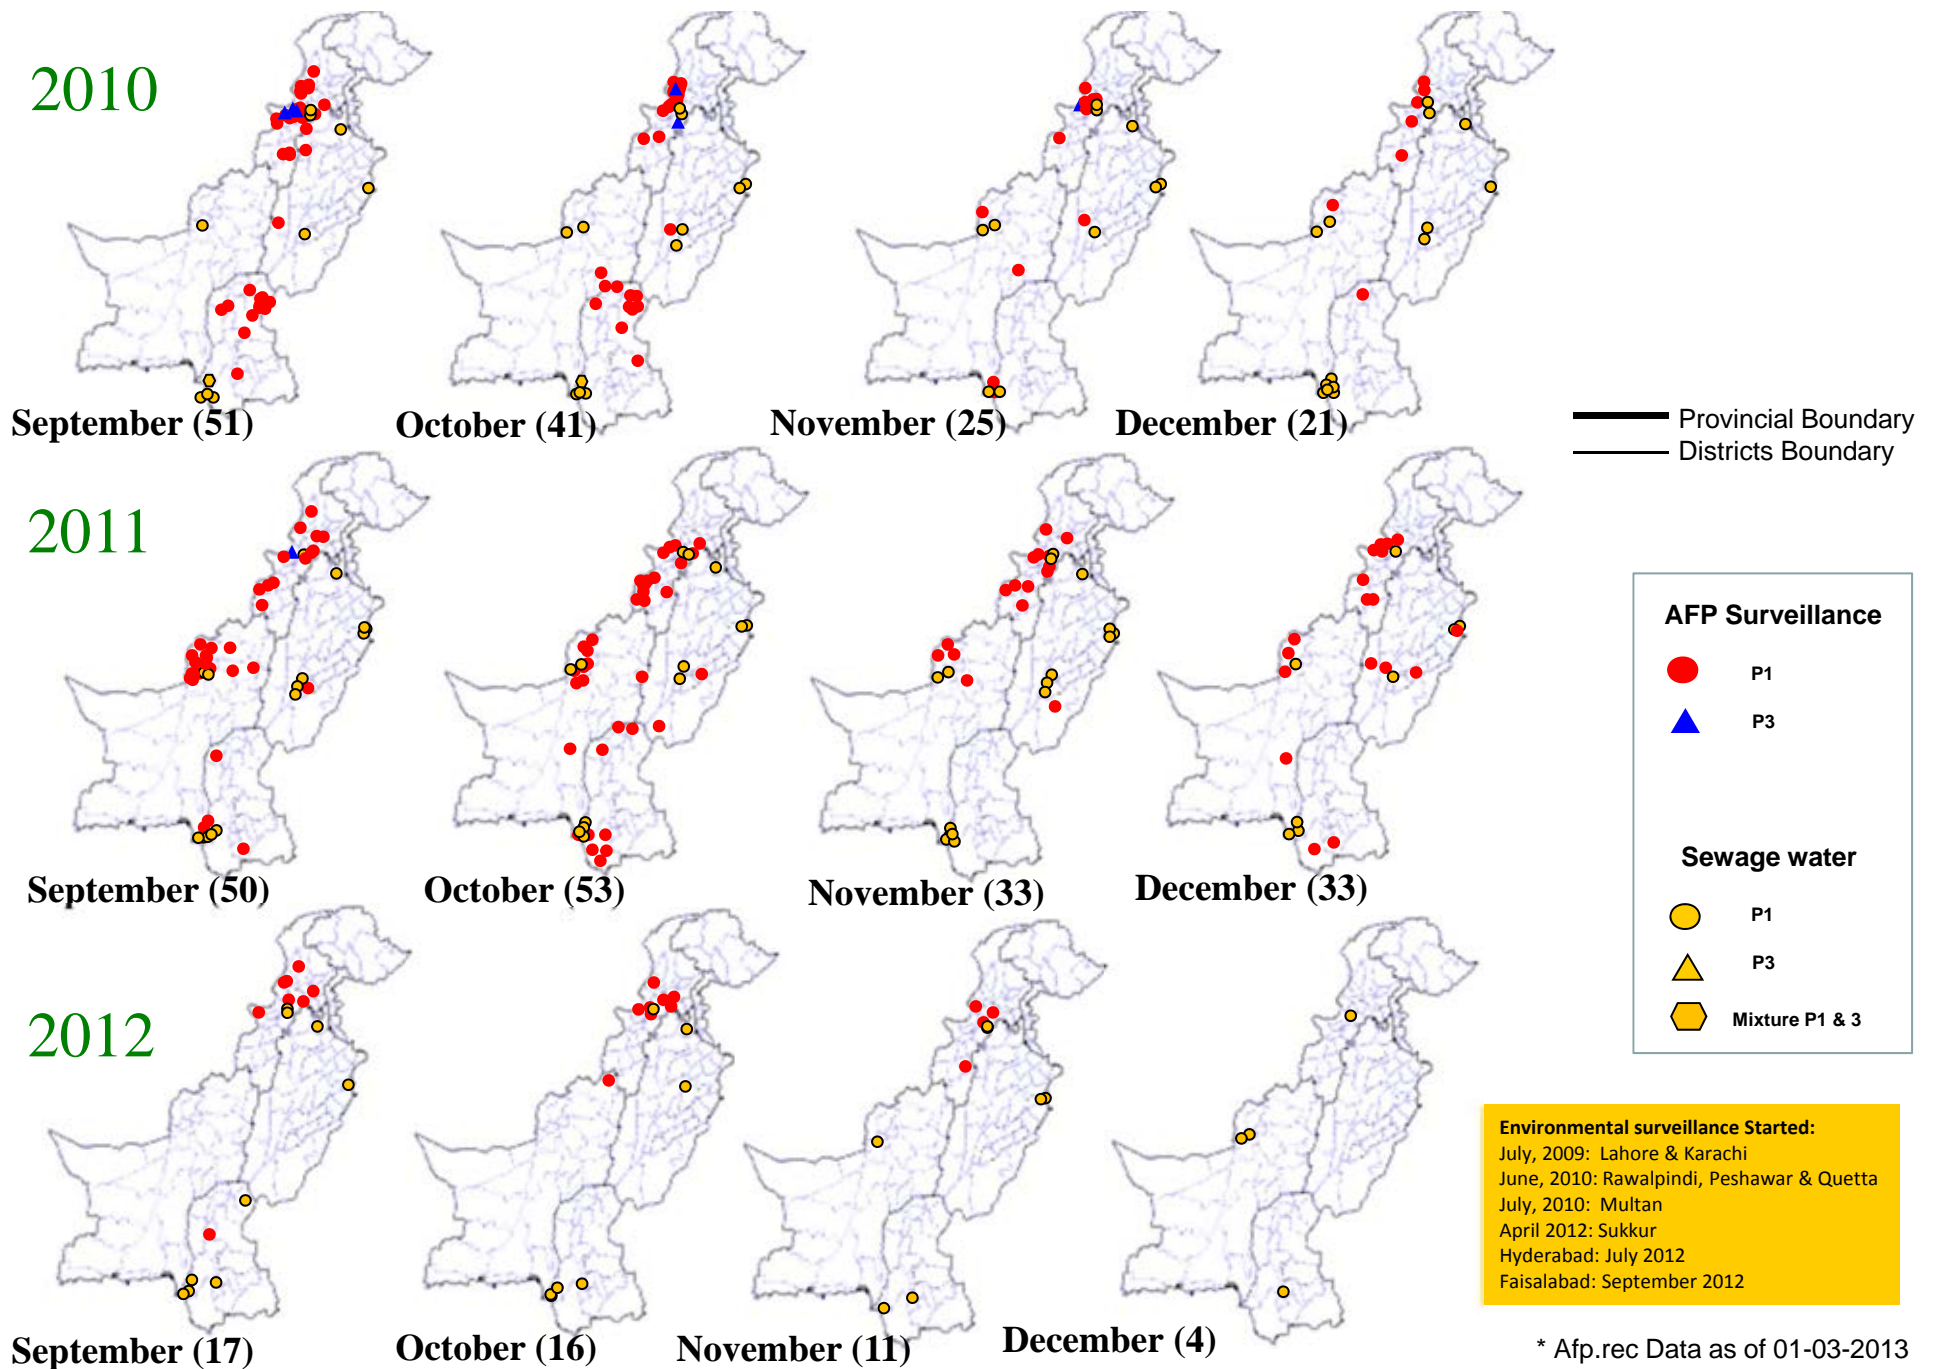 2010
September (51)
October (41)
November (25)
December (21)
Provincial Boundary
Districts Boundary
2011
September (50)
October (53)
November (33)
December (33)
AFP Surveillance
P1
P3
Sewage water
P1
P3
Mixture P1 & 3
2012
September (17)
October (16)
November (11)
December (4)
Environmental surveillance Started:
July, 2009: Lahore & Karachi
June, 2010: Rawalpindi, Peshawar & Quetta
July, 2010: Multan
April 2012: Sukkur
Hyderabad: July 2012
Faisalabad: September 2012
* Afp.rec Data as of 01-03-2013